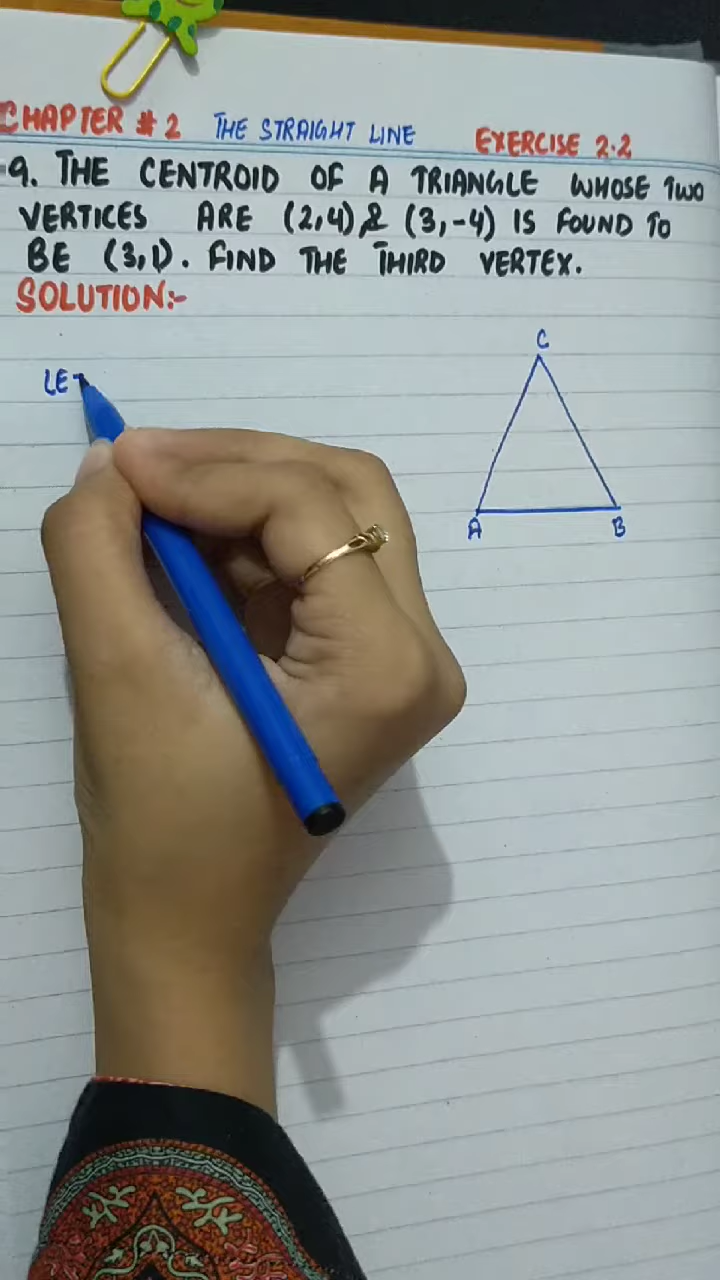 CHAPTER # 2 THE STRAIGHT LINE EXERCISE 2.2
9. THE CENTROID OF A TRIANGLE WHOSE TWO
VERTICES ARE (2,4) & (3,-4) IS FOUND TO
BE (3,1). FIND THE THIRD VERTEX.
SOLUTION:-
C
LET
A B